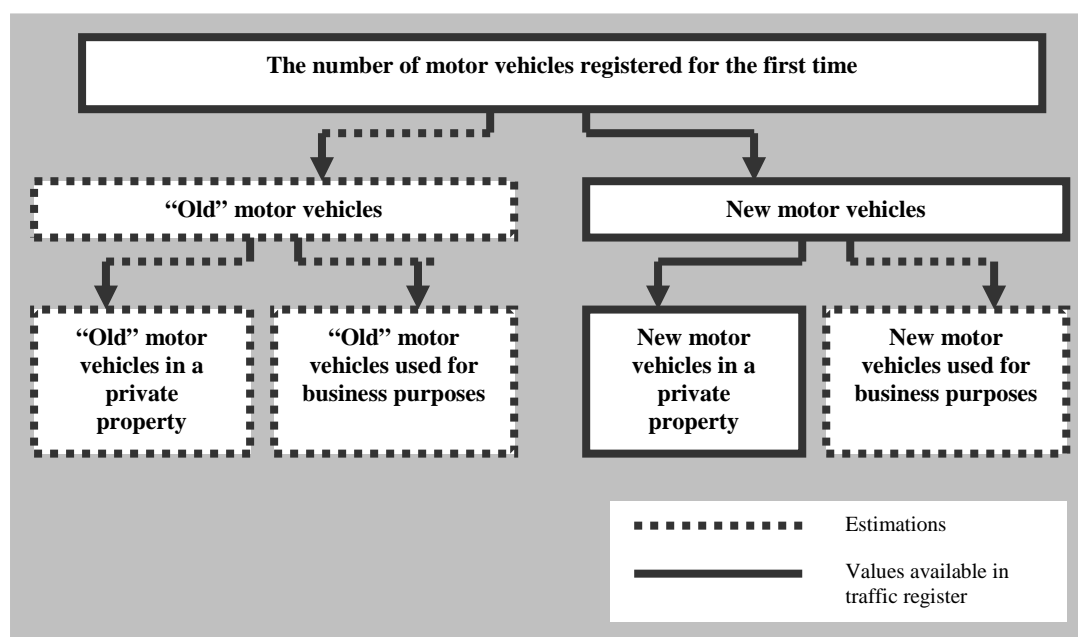 The number of motor vehicles registered for the first time
“Old” motor vehicles
New motor vehicles
“Old” motor
vehicles in a
private
property
“Old” motor
vehicles used for
business purposes
New motor
vehicles in a
private
property
New motor
vehicles used for
business purposes
Estimations
Values available in
traffic register